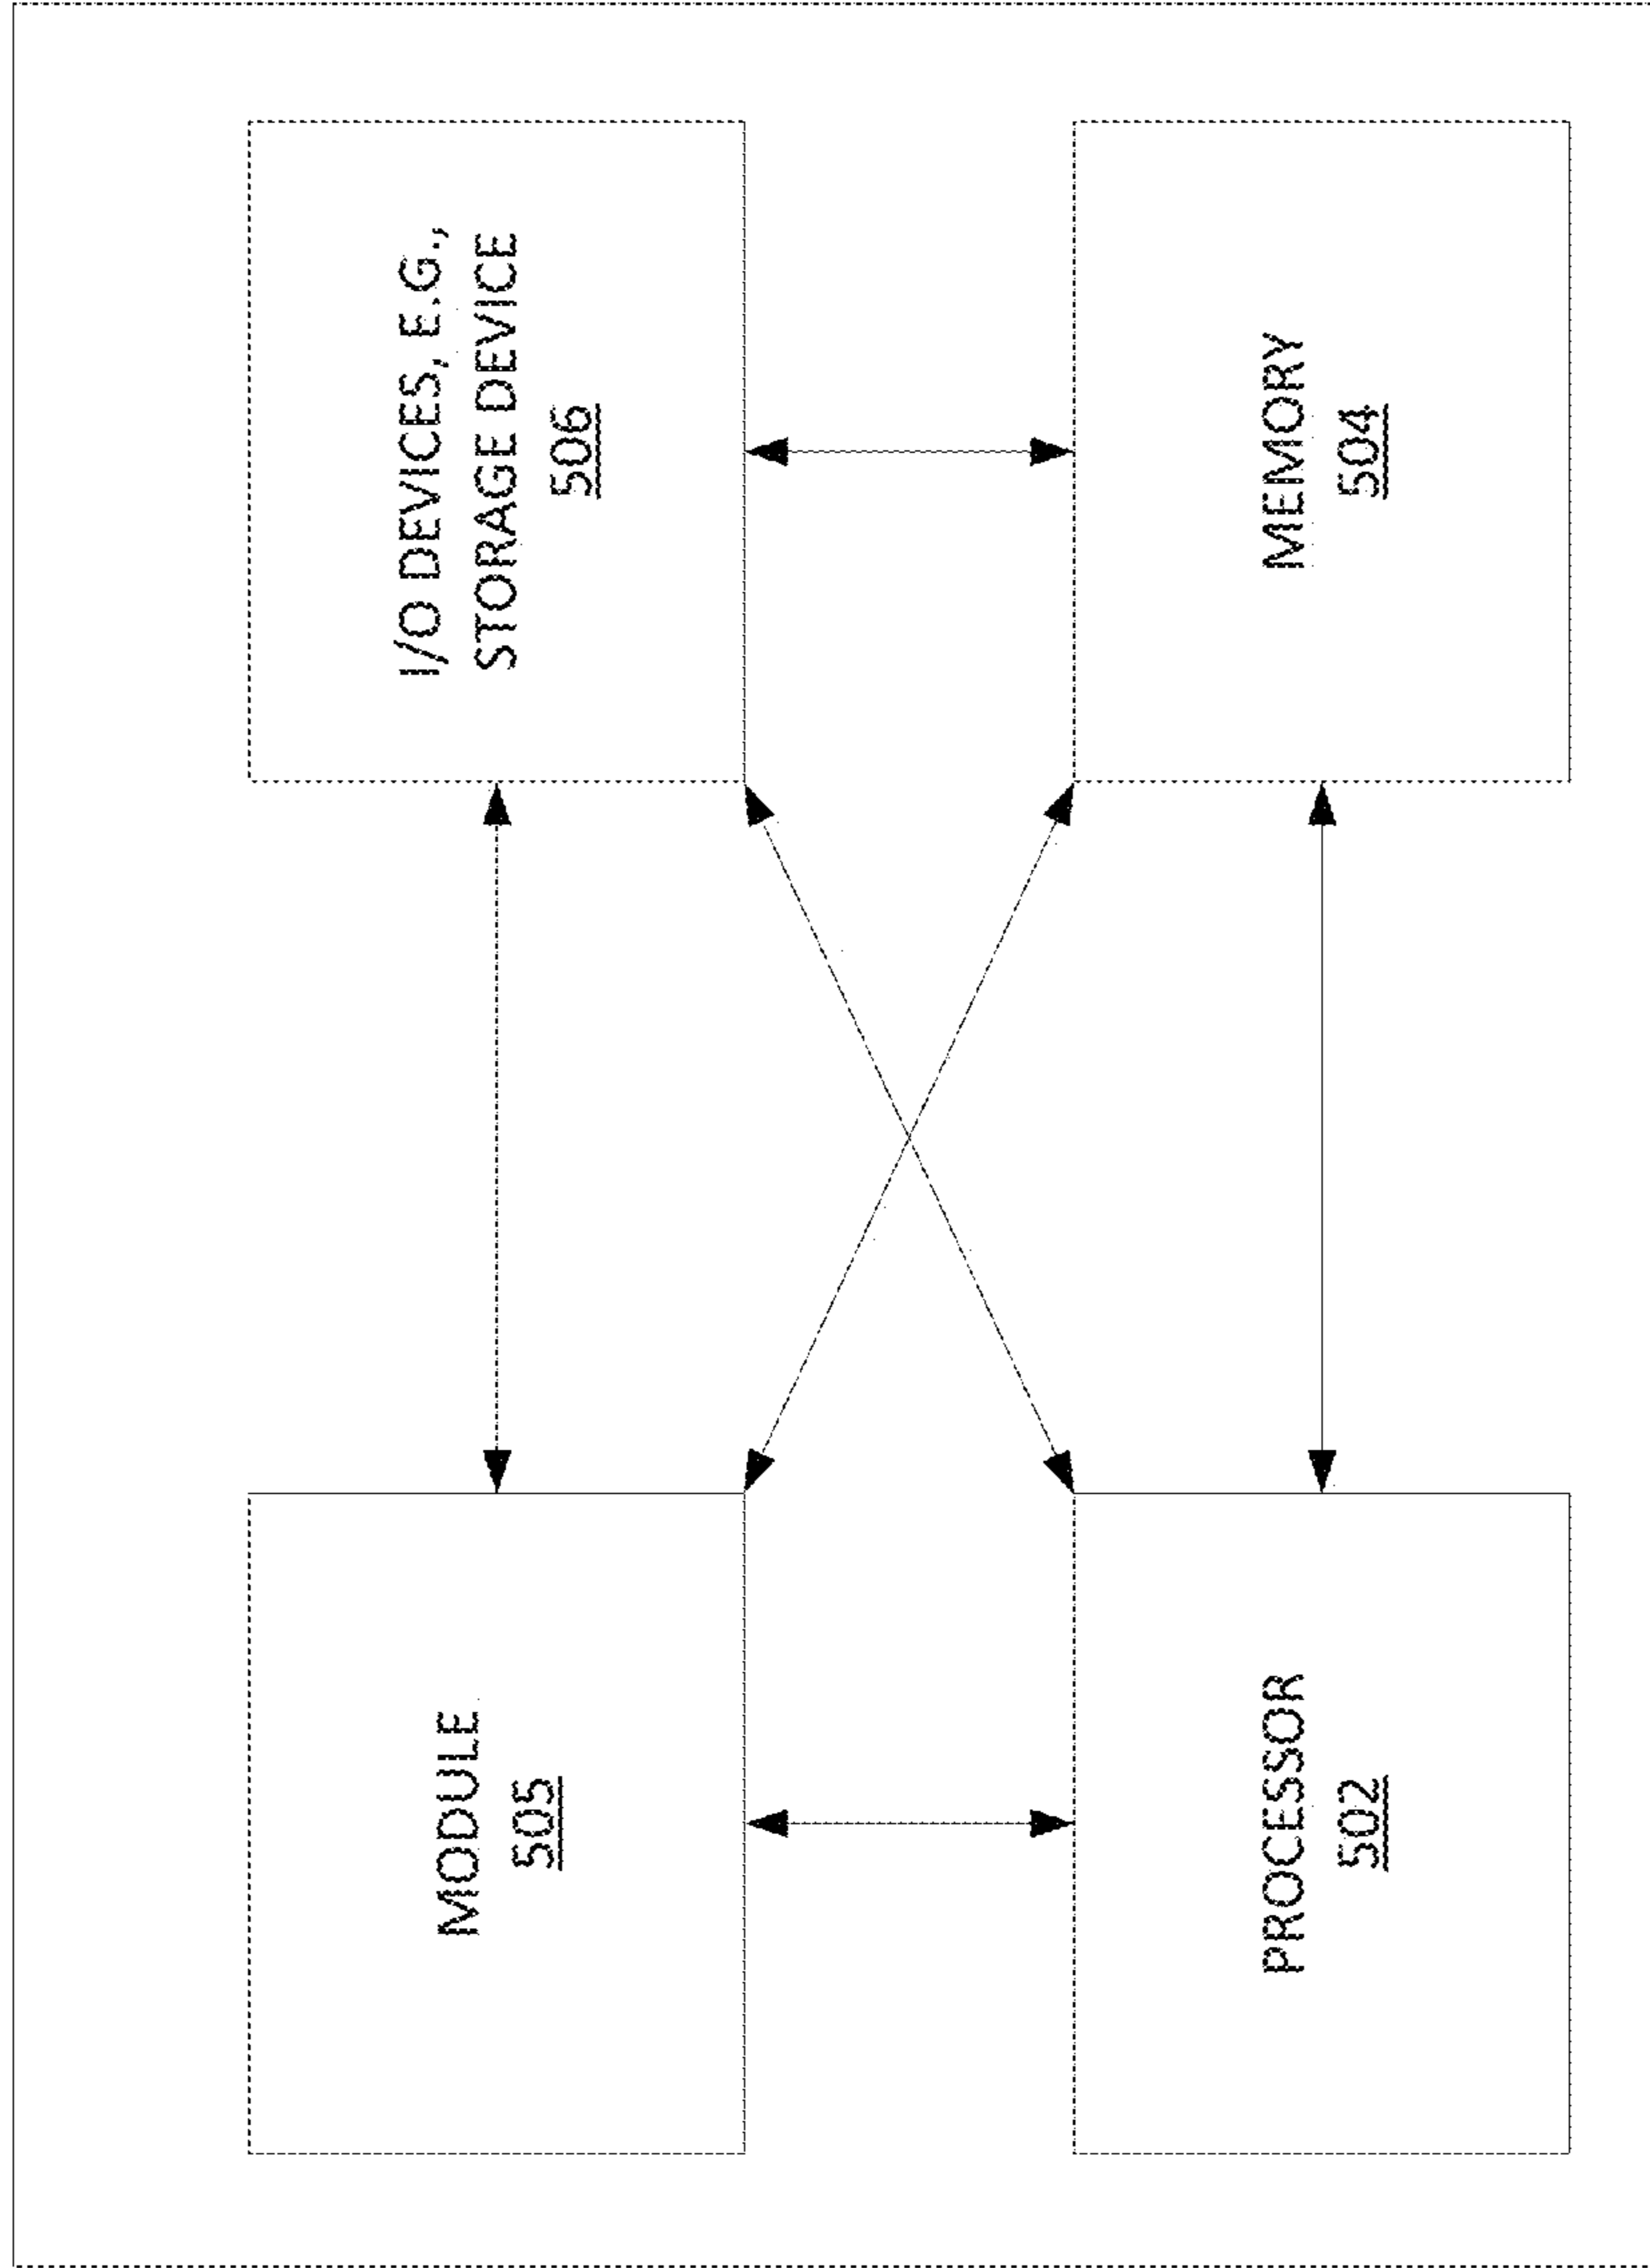 MODULE
505
I/O DEVICES, E.G.,
STORAGE DEVICE
506
PROCESSOR
502
MEMORY
504